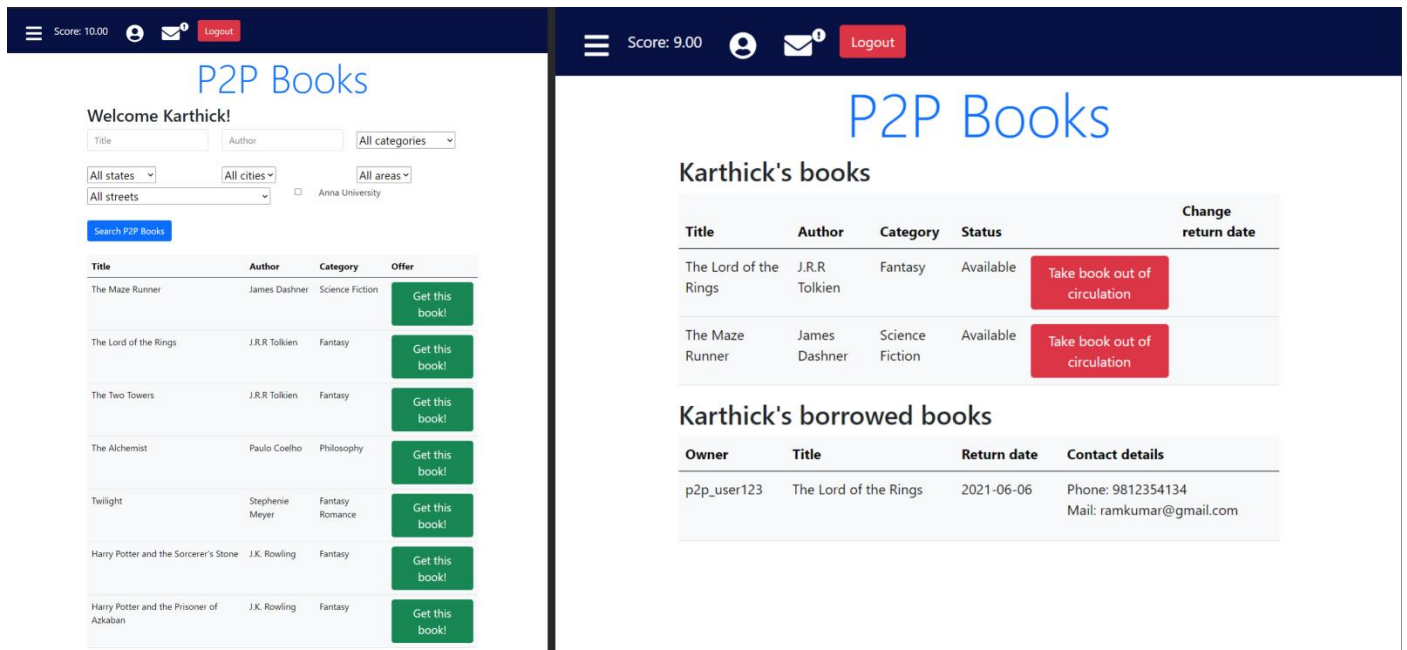 Score: 10.00
Logout
P2P Books
Welcome Karthick!
Title Author All categories
All states All cities All areas
All streets Anna University
Search P2P Books
Title Author Category Offer
The Maze Runner James Dashner Science Fiction Get this
book!
The Lord of the Rings J.R.R Tolkien Fantasy Get this
book!
The Two Towers J.R.R Tolkien Fantasy Get this
book!
The Alchemist Paulo Coelho Philosophy Get this
book!
Twilight Stephenie Fantasy Get this
Meyer Romance book!
Harry Potter and the Sorcerer's Stone J.K. Rowling Fantasy Get this
book!
Harry Potter and the Prisoner of J.K. Rowling Fantasy Get this
Azkaban book!
Score: 9.00
Logout
P2P Books
Karthick's books
Change
Title Author Category Status return date
The Lord of the J.R.R Fantasy Available Take book out of
Rings Tolkien circulation
The Maze James Science Available Take book out of
Runner Dashner Fiction circulation
Karthick's borrowed books
Owner Title Return date Contact details
p2p_user123 The Lord of the Rings 2021-06-06 Phone: 9812354134
Mail: ramkumar@gmail.com